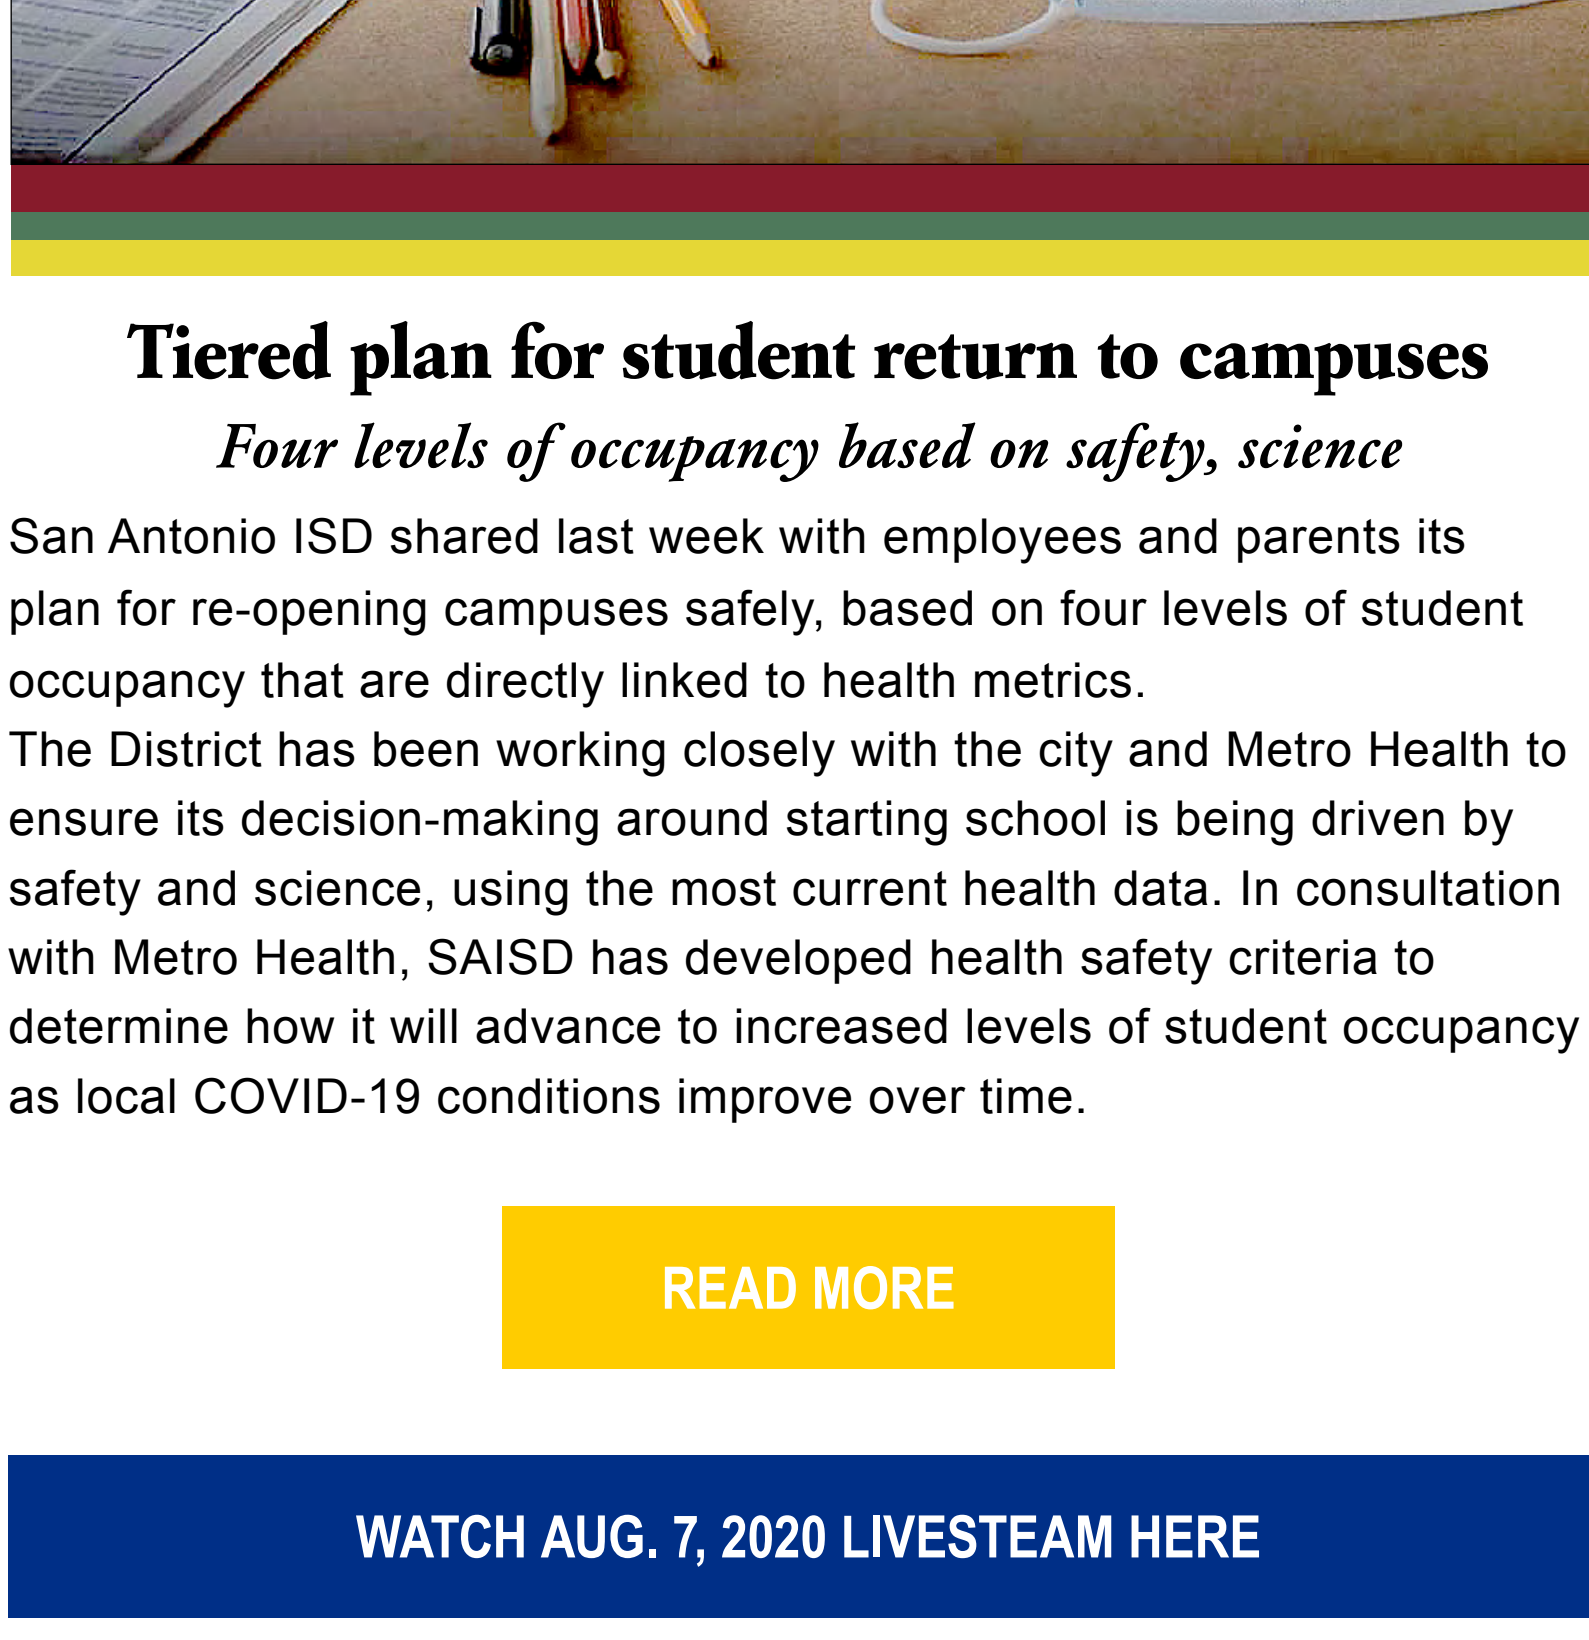 Tiered plan for student return to campuses
Four levels of occupancy based on safety, science
San Antonio ISD shared last week with employees and parents its
plan for re-opening campuses safely, based on four levels of student
occupancy that are directly linked to health metrics.
The District has been working closely with the city and Metro Health to
ensure its decision-making around starting school is being driven by
safety and science, using the most current health data. In consultation
with Metro Health, SAISD has developed health safety criteria to
determine how it will advance to increased levels of student occupancy
as local COVID-19 conditions improve over time.
READ MORE
WATCH AUG. 7, 2020 LIVESTEAM HERE